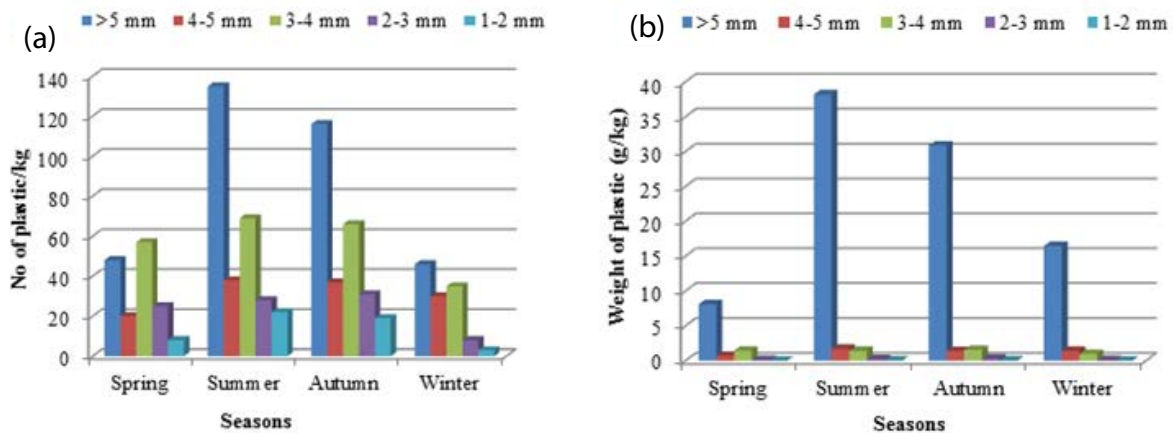 (a)
>5 mm 4-5 mm 3-4 mm 2-3 mm 1-2 mm
No of plastic/kg
140
120
100
80
60
40
20
0
Spring Summer Autumn Winter
Seasons
(b)
>5 mm 4-5 mm 3-4 mm 2-3 mm 1-2 mm
Weight of plastic (g/kg)
40
35
30
25
20
15
10
5
0
Spring Summer Autumn Winter
Seasons